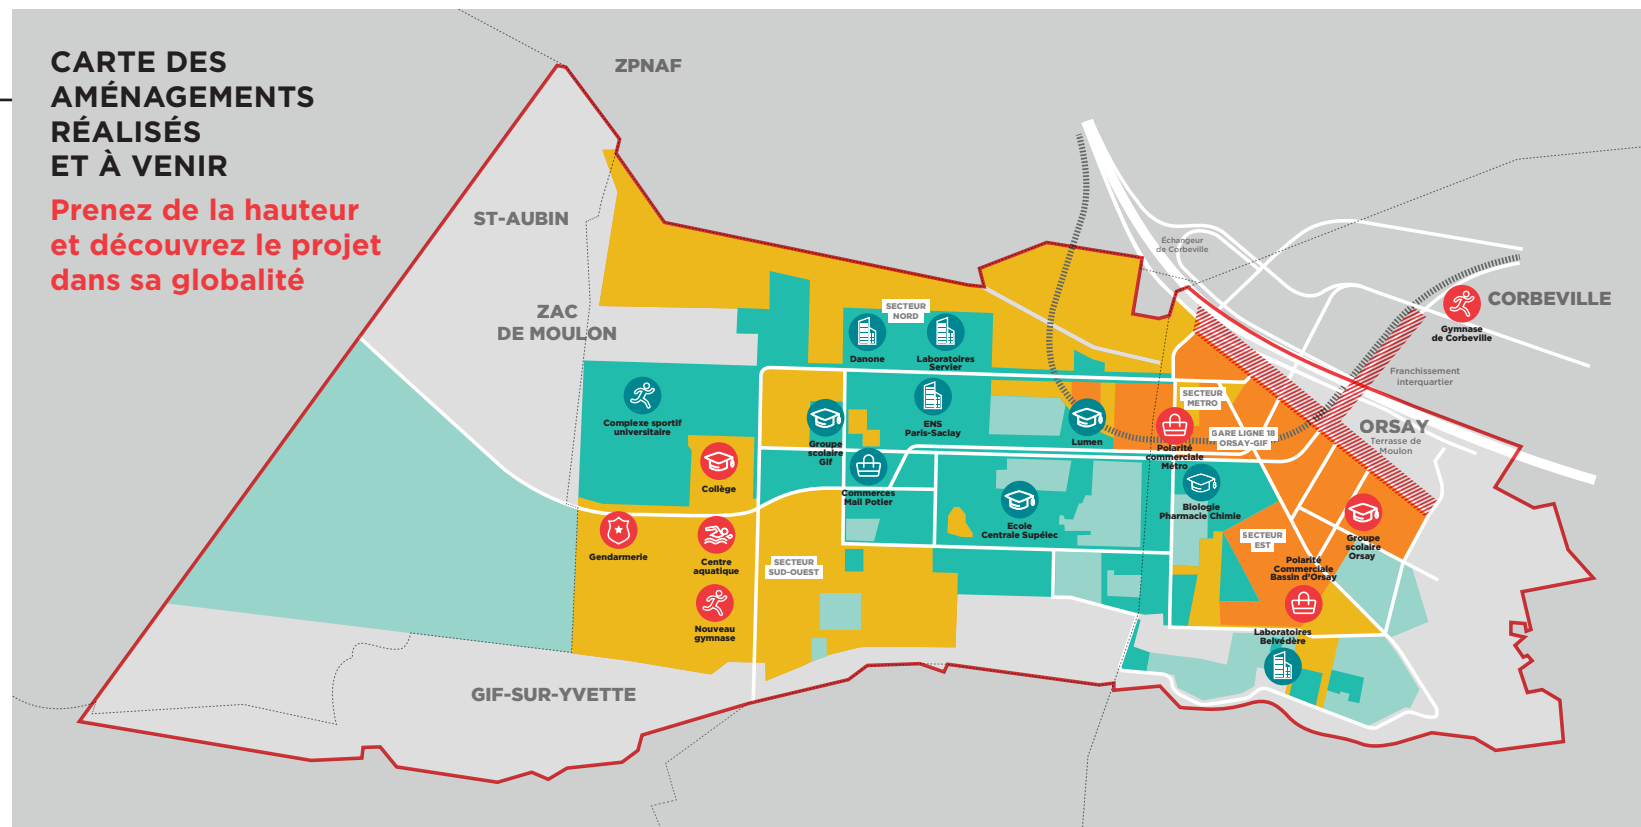 CARTE DES
AMÉNAGEMENTS
RÉALISÉS
ET À VENIR
Prenez de la hauteur
et découvrez le projet
dans sa globalité
ZPNAF
ST-AUBIN
ZAC
DE MOULON
Échangeur
de Corbeville
CORBEVILLE
Gymnase
de Corbeville
Franchissement
interquartier
SECTEUR
NORD
Danone
Laboratoires
Servier
Complexe sportif
universitaire
Groupe
scolaire
Gif
ENS
Paris-Saclay
Lumen
SECTEUR
METRO
GARE LIGNE 18
ORSAY-GIF
Polarité
commerciale
Métro
ORSAY
Terrasse de
Moulon
Collège
Commerces
Mail Potier
Ecole
Centrale Supélec
Biologie
Pharmacie Chimie
Gendarmerie
Centre
aquatique
SECTEUR
SUD-OUEST
SECTEUR
EST
Groupe
scolaire
Orsay
Polarité
Commerciale
Bassin d'Orsay
Nouveau
gymnase
Laboratoires
Belvédère
GIF-SUR-YVETTE